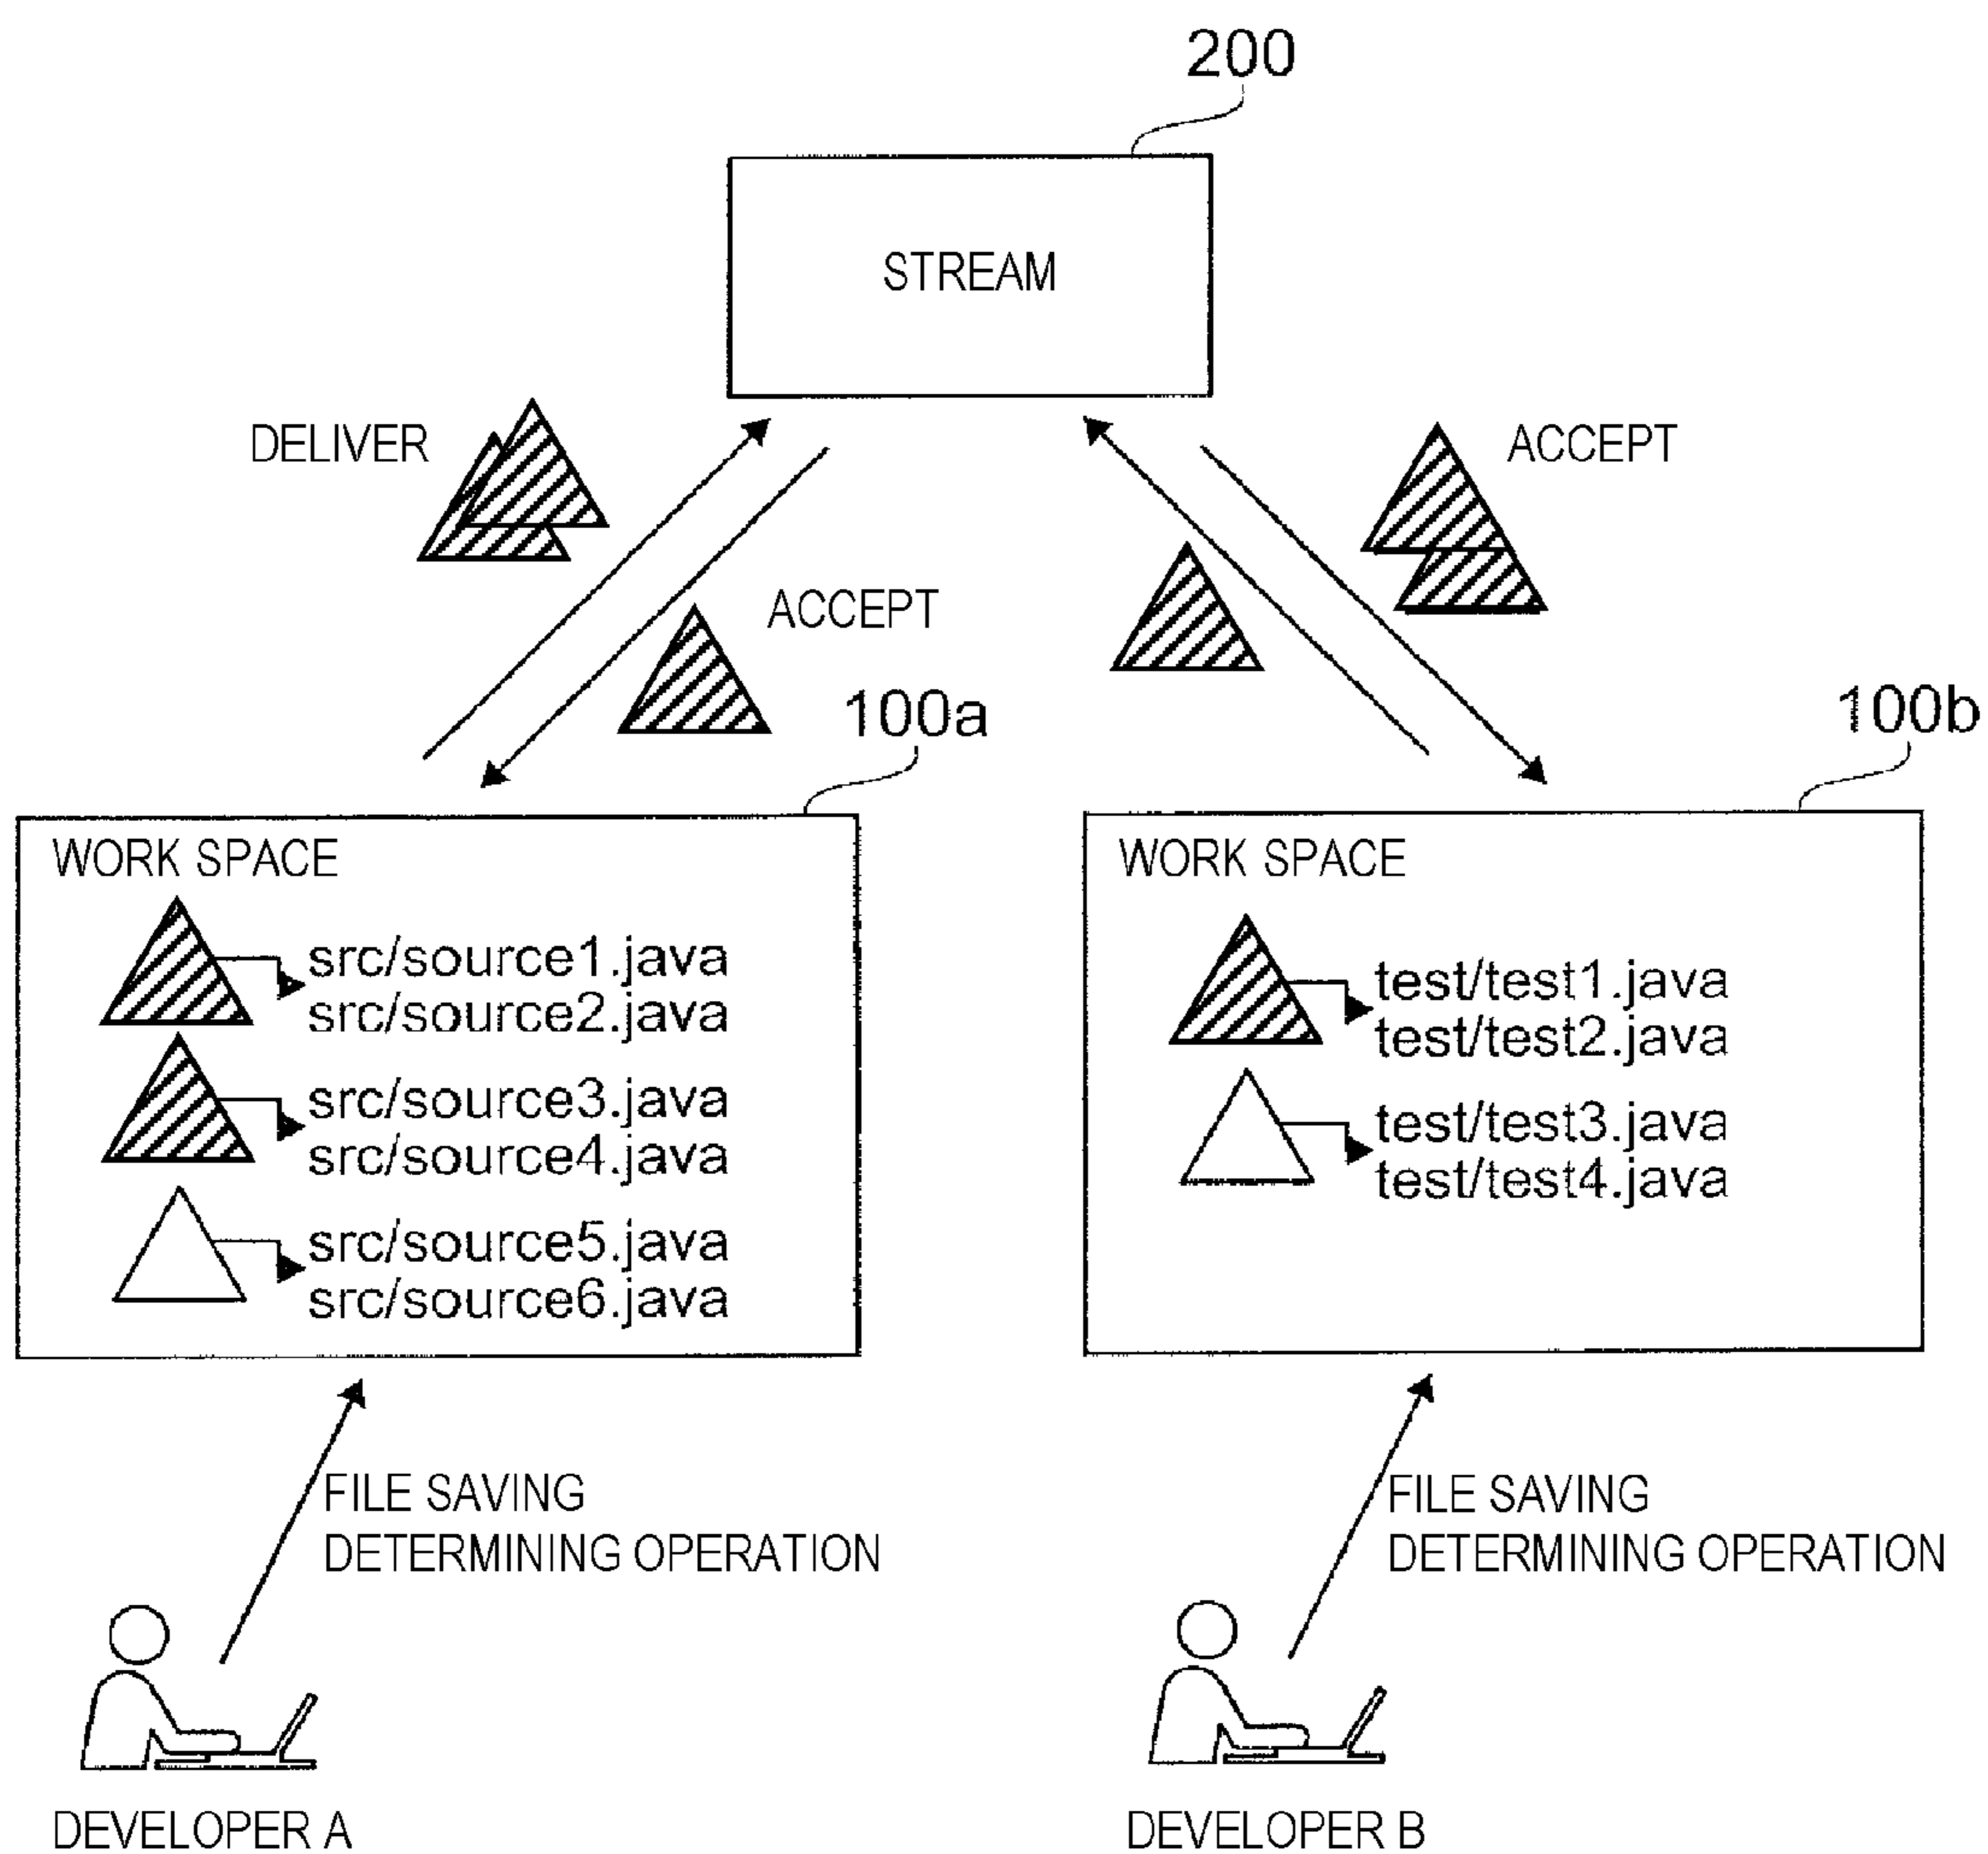 200
STREAM
DELIVER
ACCEPT
ACCEPT
100a
100b
WORK SPACE
src/source1.java
src/source2.java
src/source3.java
src/source4.java
src/source5.java
src/source6.java
WORK SPACE
test/test1.java
test/test2.java
test/test3.java
test/test4.java
FILE SAVING
DETERMINING OPERATION
FILE SAVING
DETERMINING OPERATION
DEVELOPER A
DEVELOPER B